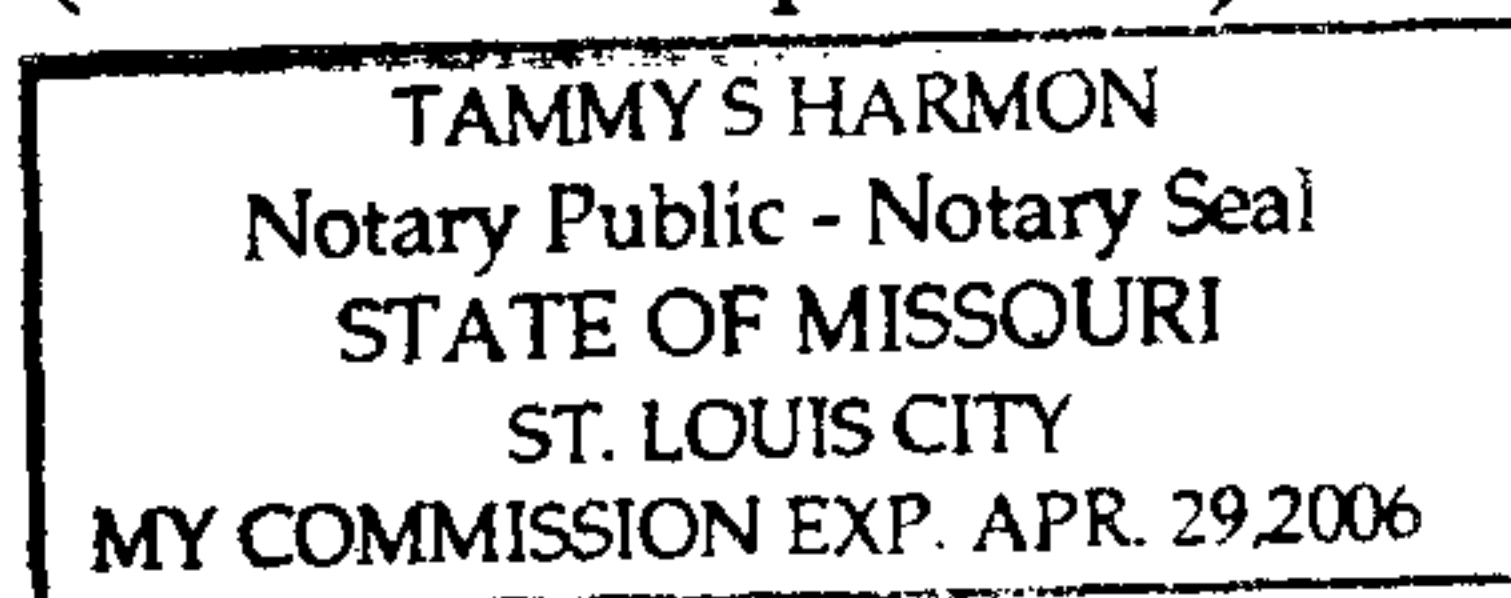 TAMMY S HARMON
Notary Public - Notary Seal
STATE OF MISSOURI
ST. LOUIS CITY
MY COMMISSION EXP. APR. 29,2006